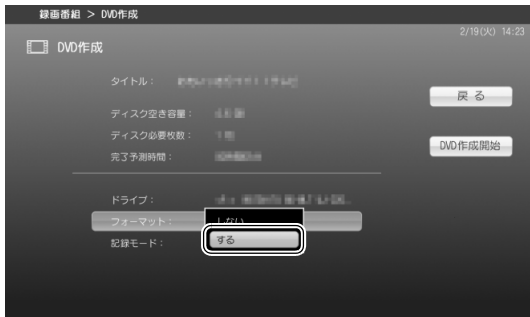 録画番組 > DVD作成
2/19(火) 14:23
DVD作成
タイトル：
戻る
ディスク空き容量：
ディスク必要枚数：
DVD作成開始
完了予測時間：
ドライブ：
フォーマット： しない
する
記録モード：